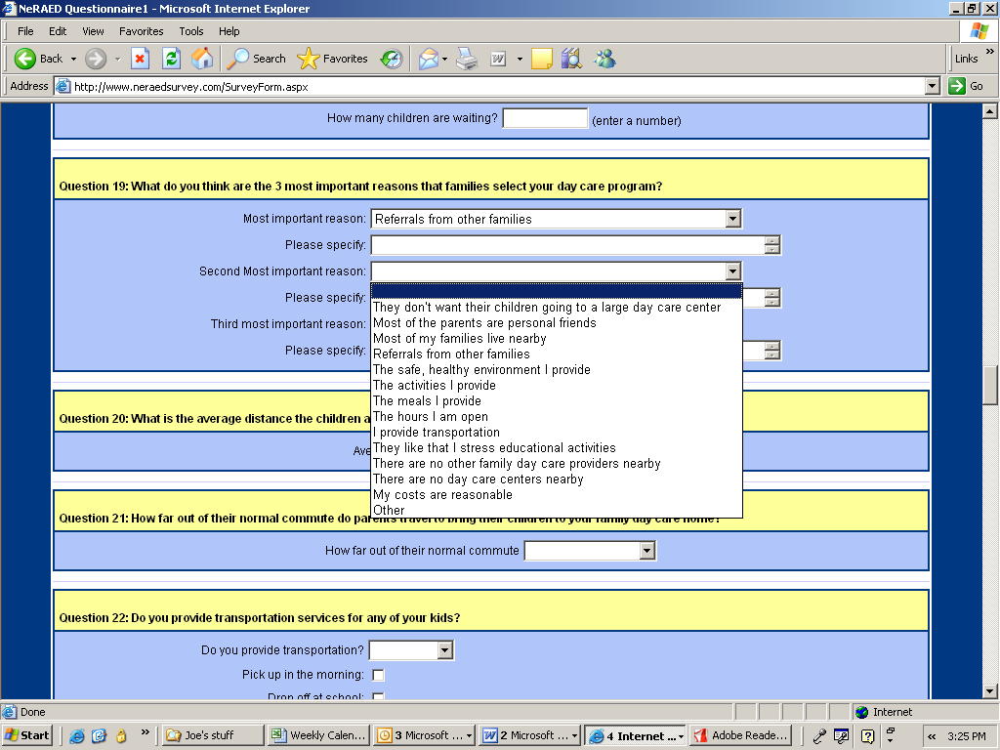 NeRAED Questionnaire1 - Microsoft Internet Explorer
File Edit View Favorites Tools Help
Back Search Favorites W Links »
Address http://www.neraedsurvey.com/SurveyForm.aspx Go
How many children are waiting? (enter a number)
Question 19: What do you think are the 3 most important reasons that families select your day care program?
Most important reason: Referrals from other families
Please specify:
Second Most important reason:
Please specify:
They don't want their children going to a large day care center
Third most important reason:
Most of the parents are personal friends
Most of my families live nearby
Please specify:
Referrals from other families
The safe, healthy environment I provide
The activities I provide
The meals I provide
Question 20: What is the average distance the children
The hours I am open
I provide transportation
They like that I stress educational activities
There are no other family day care providers nearby
There are no day care centers nearby
My costs are reasonable
Other
Question 21: How far out of their normal commute do parents travel to bring their children to your family day care home?
How far out of their normal commute
Question 22: Do you provide transportation services for any of your kids?
Do you provide transportation?
Pick up in the morning:
Drop off at school:
Done Internet
Start » Joe's stuff Weekly Calen... 3 Microsoft ... 2 Microsoft ... 4 Internet ... Adobe Reade... « 3:25 PM